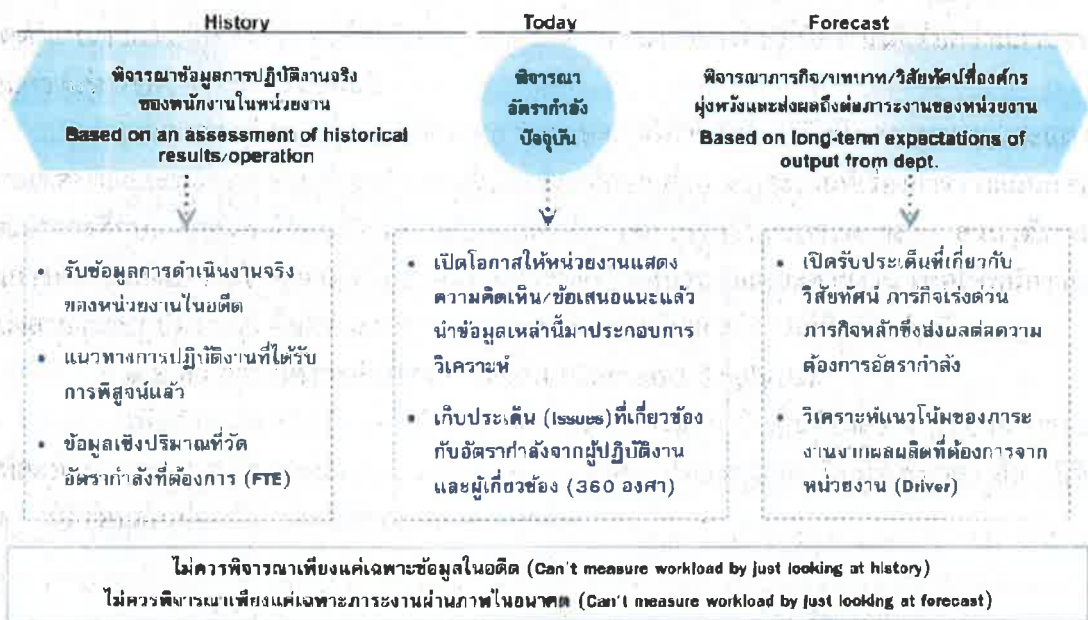 History
Today
Forecast
พิจารณาข้อมูลการปฏิบัติงานจริง
ของพนักงานในหน่วยงาน
Based on an assessment of historical
results/operation
พิจารณา
อัตรากำลัง
ปัจจุบัน
พิจารณาภารกิจ/บทบาท/วิสัยทัศน์ที่องค์กร
มุ่งหวังและส่งผลถึงต่อภาระงานของหน่วยงาน
Based on long-term expectations of
output from dept.
• รับข้อมูลการดำเนินงานจริง
ของหน่วยงานในอดีต
• แนวทางการปฏิบัติงานที่ได้รับ
การพิสูจน์แล้ว
• ข้อมูลเชิงปริมาณที่วัด
อัตรากำลังที่ต้องการ (FTE)
• เปิดโอกาสให้หน่วยงานแสดง
ความคิดเห็น/ข้อเสนอแนะแล้ว
นำข้อมูลเหล่านี้มาประกอบการ
วิเคราะห์
• เก็บประเด็น (Issues)ที่เกี่ยวข้อง
กับอัตรากำลังจากผู้ปฏิบัติงาน
และผู้เกี่ยวข้อง (360 องศา)
• เปิดรับประเด็นที่เกี่ยวกับ
วิสัยทัศน์ ภารกิจเร่งด่วน
ภารกิจหลักซึ่งส่งผลต่อความ
ต้องการอัตรากำลัง
• วิเคราะห์แนวโน้มของภาระ
งานจากผลผลิตที่ต้องการจาก
หน่วยงาน (Driver)
ไม่ควรพิจารณาเพียงแค่เฉพาะข้อมูลในอดีต (Can't measure workload by just looking at history)
ไม่ควรพิจารณาเพียงแค่เฉพาะภาระงานผ่านภาพในอนาคต (Can't measure workload by just looking at forecast)